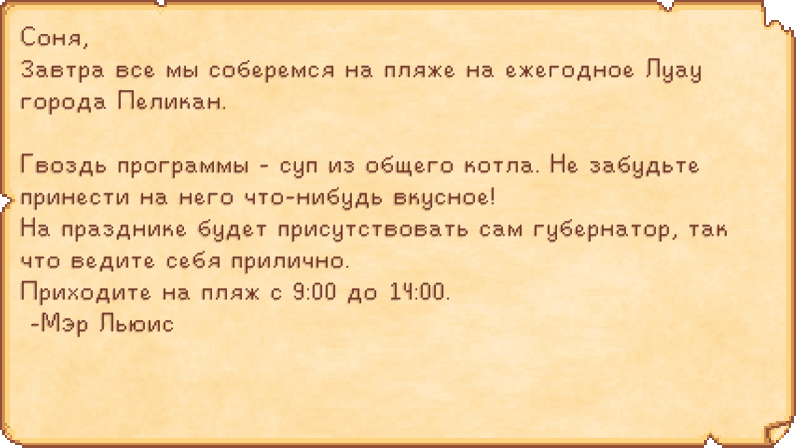 Соня,
Завтра все мы соберемся на пляже на ежегодное Луау
города Пеликан.
Гвоздь программы - суп из общего котла. Не забудьте
принести на него что-нибудь вкусное!
На празднике будет присутствовать сам губернатор, так
что ведите себя прилично.
Приходите на пляж с 9:00 до 14:00.
-Мэр Льюис